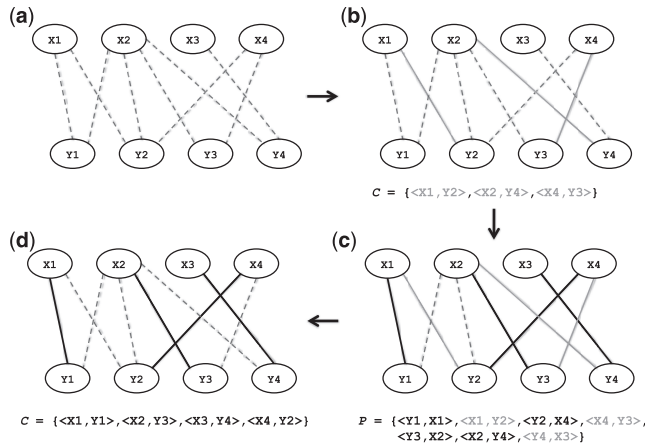 (a)
X1 X2 X3 X4
Y1 Y2 Y3 Y4
(b)
X1 X2 X3 X4
Y1 Y2 Y3 Y4
C = {<X1,Y2>,<X2,Y4>,<X4,Y3>}
(d)
X1 X2 X3 X4
Y1 Y2 Y3 Y4
C = {<X1,Y1>,<X2,Y3>,<X3,Y4>,<X4,Y2>}
(c)
X1 X2 X3 X4
Y1 Y2 Y3 Y4
P = {<Y1,X1>,<X1,Y2>,<Y2,X4>,<X4,Y3>,
<Y3,X2>,<X2,Y4>,<Y4,X3>}